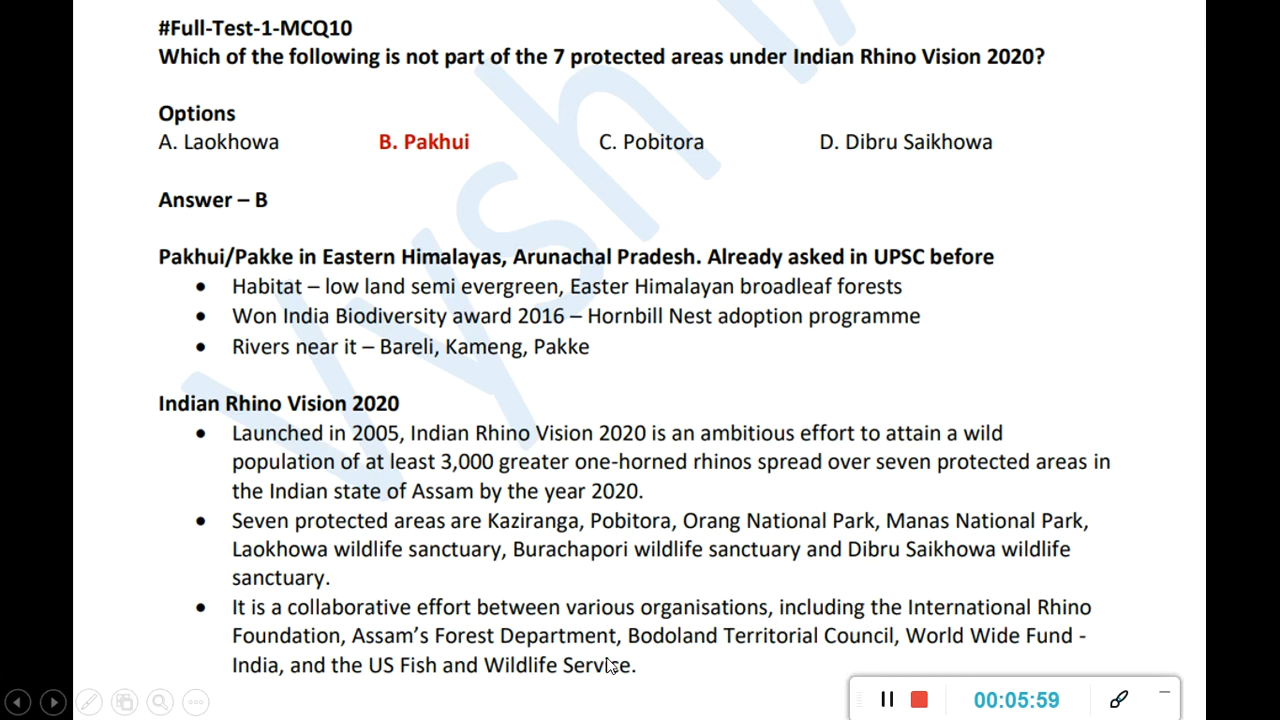 #Full-Test-1-MCQ10
Which of the following is not part of the 7 protected areas under Indian Rhino Vision 2020?
Options
A. Laokhowa B. Pakhui C. Pobitora D. Dibru Saikhowa
Answer – B
Pakhui/Pakke in Eastern Himalayas, Arunachal Pradesh. Already asked in UPSC before
• Habitat – low land semi evergreen, Easter Himalayan broadleaf forests
• Won India Biodiversity award 2016 – Hornbill Nest adoption programme
• Rivers near it – Bareli, Kameng, Pakke
Indian Rhino Vision 2020
• Launched in 2005, Indian Rhino Vision 2020 is an ambitious effort to attain a wild
population of at least 3,000 greater one-horned rhinos spread over seven protected areas in
the Indian state of Assam by the year 2020.
• Seven protected areas are Kaziranga, Pobitora, Orang National Park, Manas National Park,
Laokhowa wildlife sanctuary, Burachapori wildlife sanctuary and Dibru Saikhowa wildlife
sanctuary.
• It is a collaborative effort between various organisations, including the International Rhino
Foundation, Assam’s Forest Department, Bodoland Territorial Council, World Wide Fund -
India, and the US Fish and Wildlife Service.
00:05:59